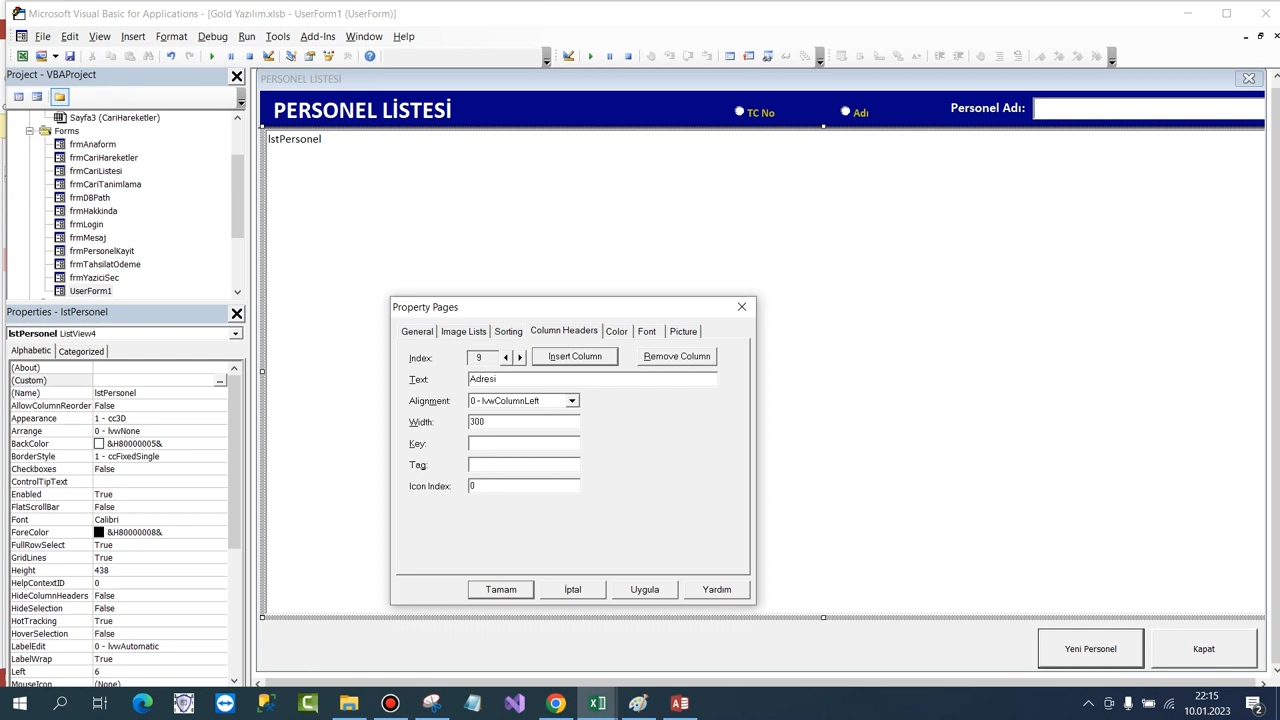 Microsoft Visual Basic for Applications - [Gold Yazılım.xlsb - UserForm1 (UserForm)]
File Edit View Insert Format Debug Run Tools Add-Ins Window Help
Project - VBAProject
Sayfa3 (CariHareketler)
Forms
frmAnaform
frmCariHareketler
frmCariListesi
frmCariTanimlama
frmDBPath
frmHakkinda
frmLogin
frmMesaj
frmPersonelKayit
frmTahsilatOdeme
frmYaziciSec
UserForm1
Properties - lstPersonel
lstPersonel ListView4
Alphabetic Categorized
(About)
(Custom) ...
(Name) lstPersonel
AllowColumnReorder False
Appearance 1 - cc3D
Arrange 0 - lvwNone
BackColor &H80000005&
BorderStyle 1 - ccFixedSingle
Checkboxes False
ControlTipText
Enabled True
FlatScrollBar False
Font Calibri
ForeColor &H80000008&
FullRowSelect True
GridLines True
Height 438
HelpContextID 0
HideColumnHeaders False
HideSelection False
HotTracking True
HoverSelection False
LabelEdit 0 - lvwAutomatic
LabelWrap True
Left 6
MouseIcon (None)
PERSONEL LİSTESİ
PERSONEL LİSTESİ TC No Adı Personel Adı:
lstPersonel
Property Pages
General Image Lists Sorting Column Headers Color Font Picture
Index: 9 Insert Column Remove Column
Text: Adresi
Alignment: 0 - lvwColumnLeft
Width: 300
Key:
Tag:
Icon Index: 0
Tamam İptal Uygula Yardım
Yeni Personel Kapat
22:15
10.01.2023
2